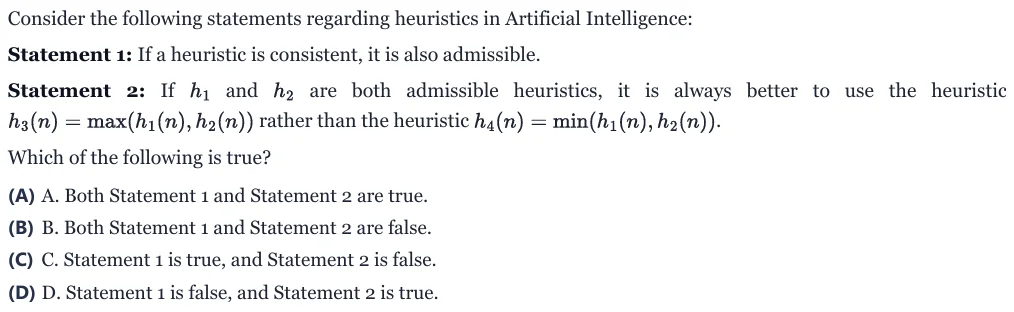 Consider the following statements regarding heuristics in Artificial Intelligence:
Statement 1: If a heuristic is consistent, it is also admissible.
Statement 2: If h₁ and h₂ are both admissible heuristics, it is always better to use the heuristic
h₃(n) = max(h₁(n), h₂(n)) rather than the heuristic h₄(n) = min(h₁(n), h₂(n)).
Which of the following is true?
(A) A. Both Statement 1 and Statement 2 are true.
(B) B. Both Statement 1 and Statement 2 are false.
(C) C. Statement 1 is true, and Statement 2 is false.
(D) D. Statement 1 is false, and Statement 2 is true.